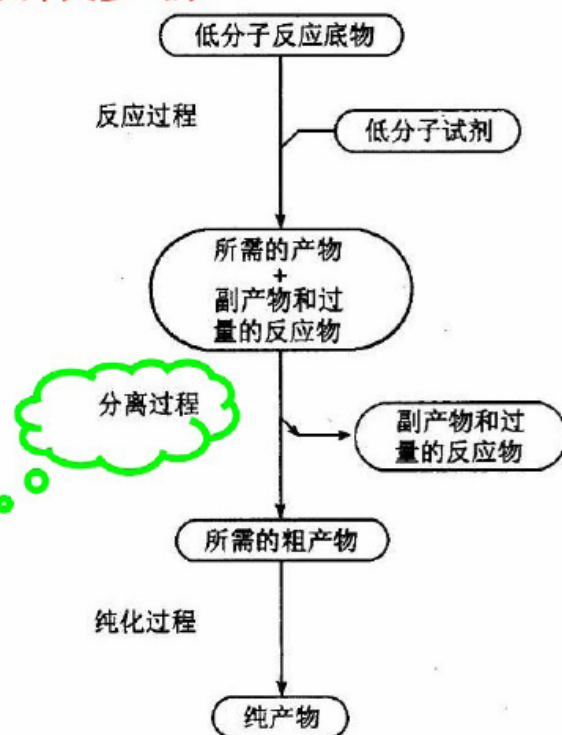 低分子反应底物
反应过程
低分子试剂
所需的产物
+
副产物和过
量的反应物
分离过程
副产物和过
量的反应物
所需的粗产物
纯化过程
纯产物